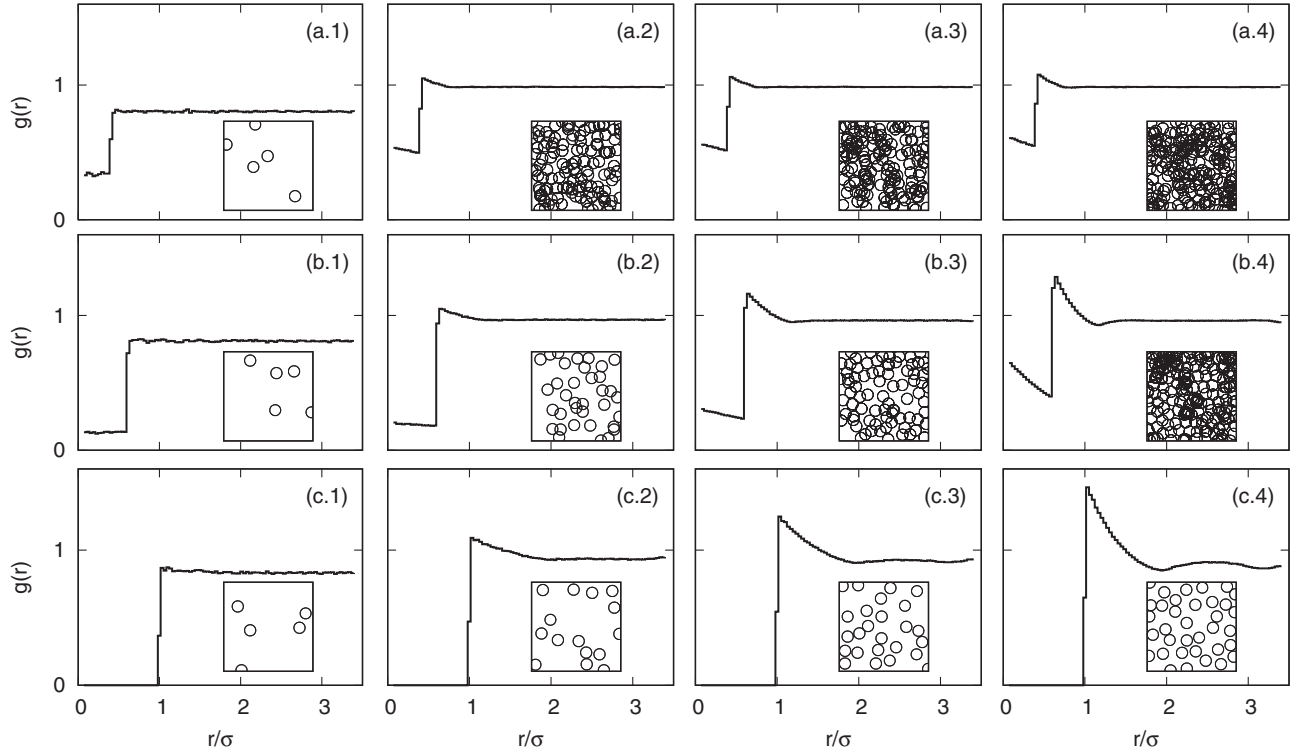 (a.1) (a.2) (a.3) (a.4)
1
g(r)
0
(b.1) (b.2) (b.3) (b.4)
1
g(r)
0
(c.1) (c.2) (c.3) (c.4)
1
g(r)
0
0 1 2 3 0 1 2 3 0 1 2 3 0 1 2 3
r/σ r/σ r/σ r/σ